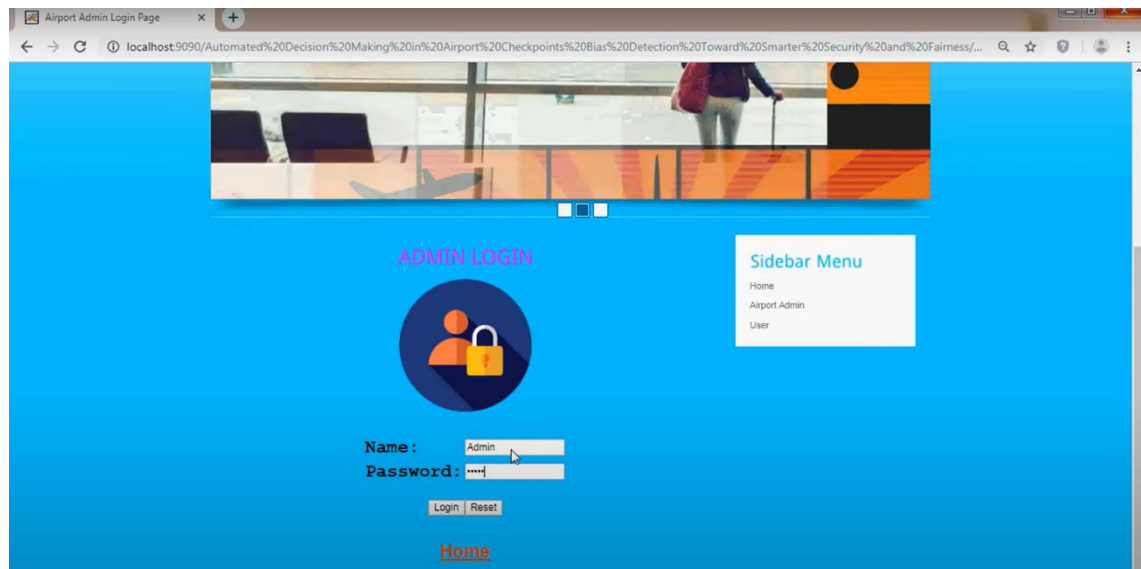 Airport Admin Login Page
localhost:9090/Automated%20Decision%20Making%20in%20Airport%20Checkpoints%20Bias%20Detection%20Toward%20Smarter%20Security%20and%20Fairness/...
ADMIN LOGIN
Sidebar Menu
Home
Airport Admin
User
Name: Admin
Password: •••••
Login Reset
Home